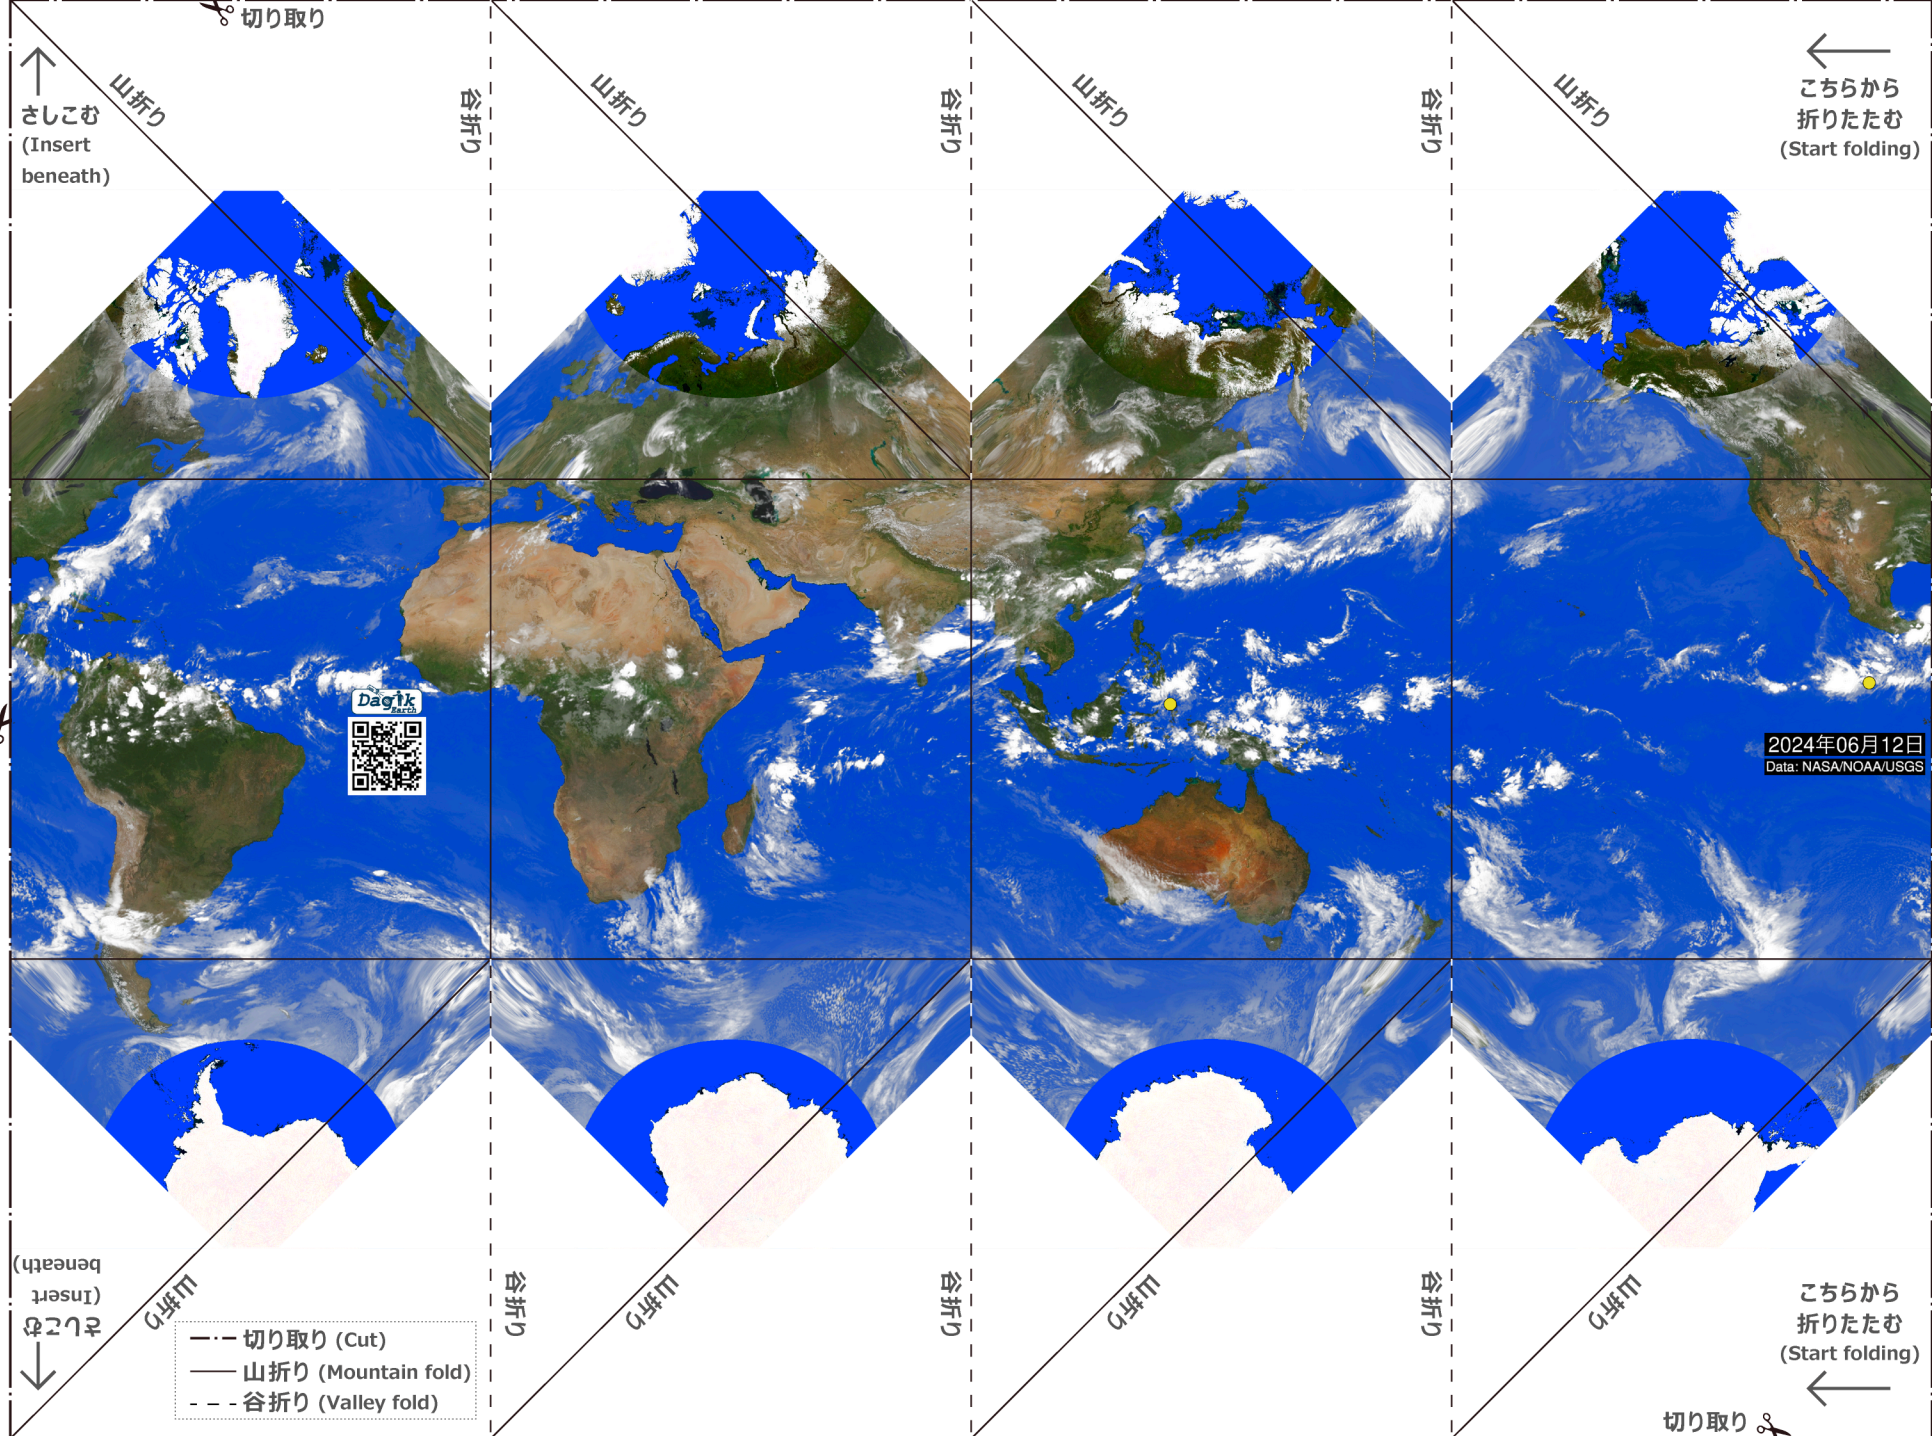 切り取り
山折り
谷折り
山折り
谷折り
山折り
谷折り
山折り
さしこむ
(Insert
beneath)
こちらから
折りたたむ
(Start folding)
Dagik
Earth
2024年06月12日
Data: NASA/NOAA/USGS
さしこむ
(Insert
beneath)
山折り
谷折り
山折り
谷折り
山折り
谷折り
山折り
こちらから
折りたたむ
(Start folding)
切り取り (Cut)
山折り (Mountain fold)
谷折り (Valley fold)
切り取り